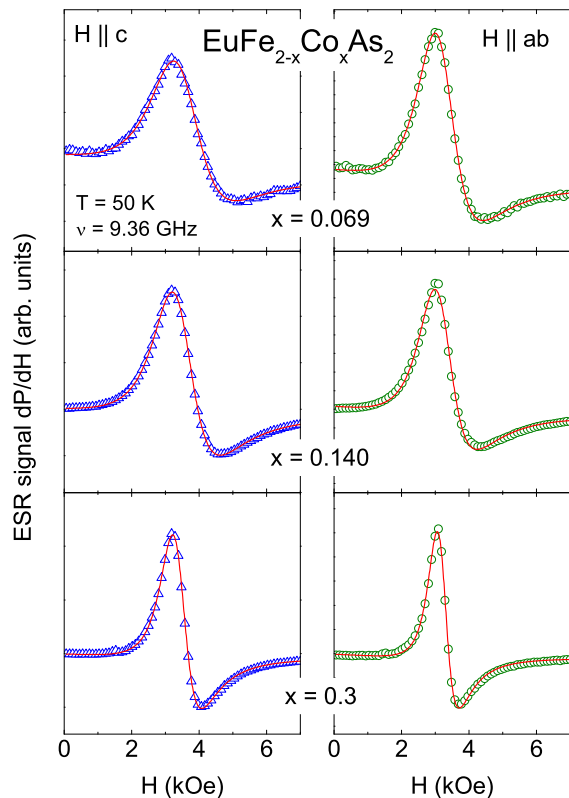 H || c
EuFe2-xCoxAs2
H || ab
T = 50 K
ν = 9.36 GHz
x = 0.069
ESR signal dP/dH (arb. units)
x = 0.140
x = 0.3
0 2 4 6 0 2 4 6
H (kOe) H (kOe)